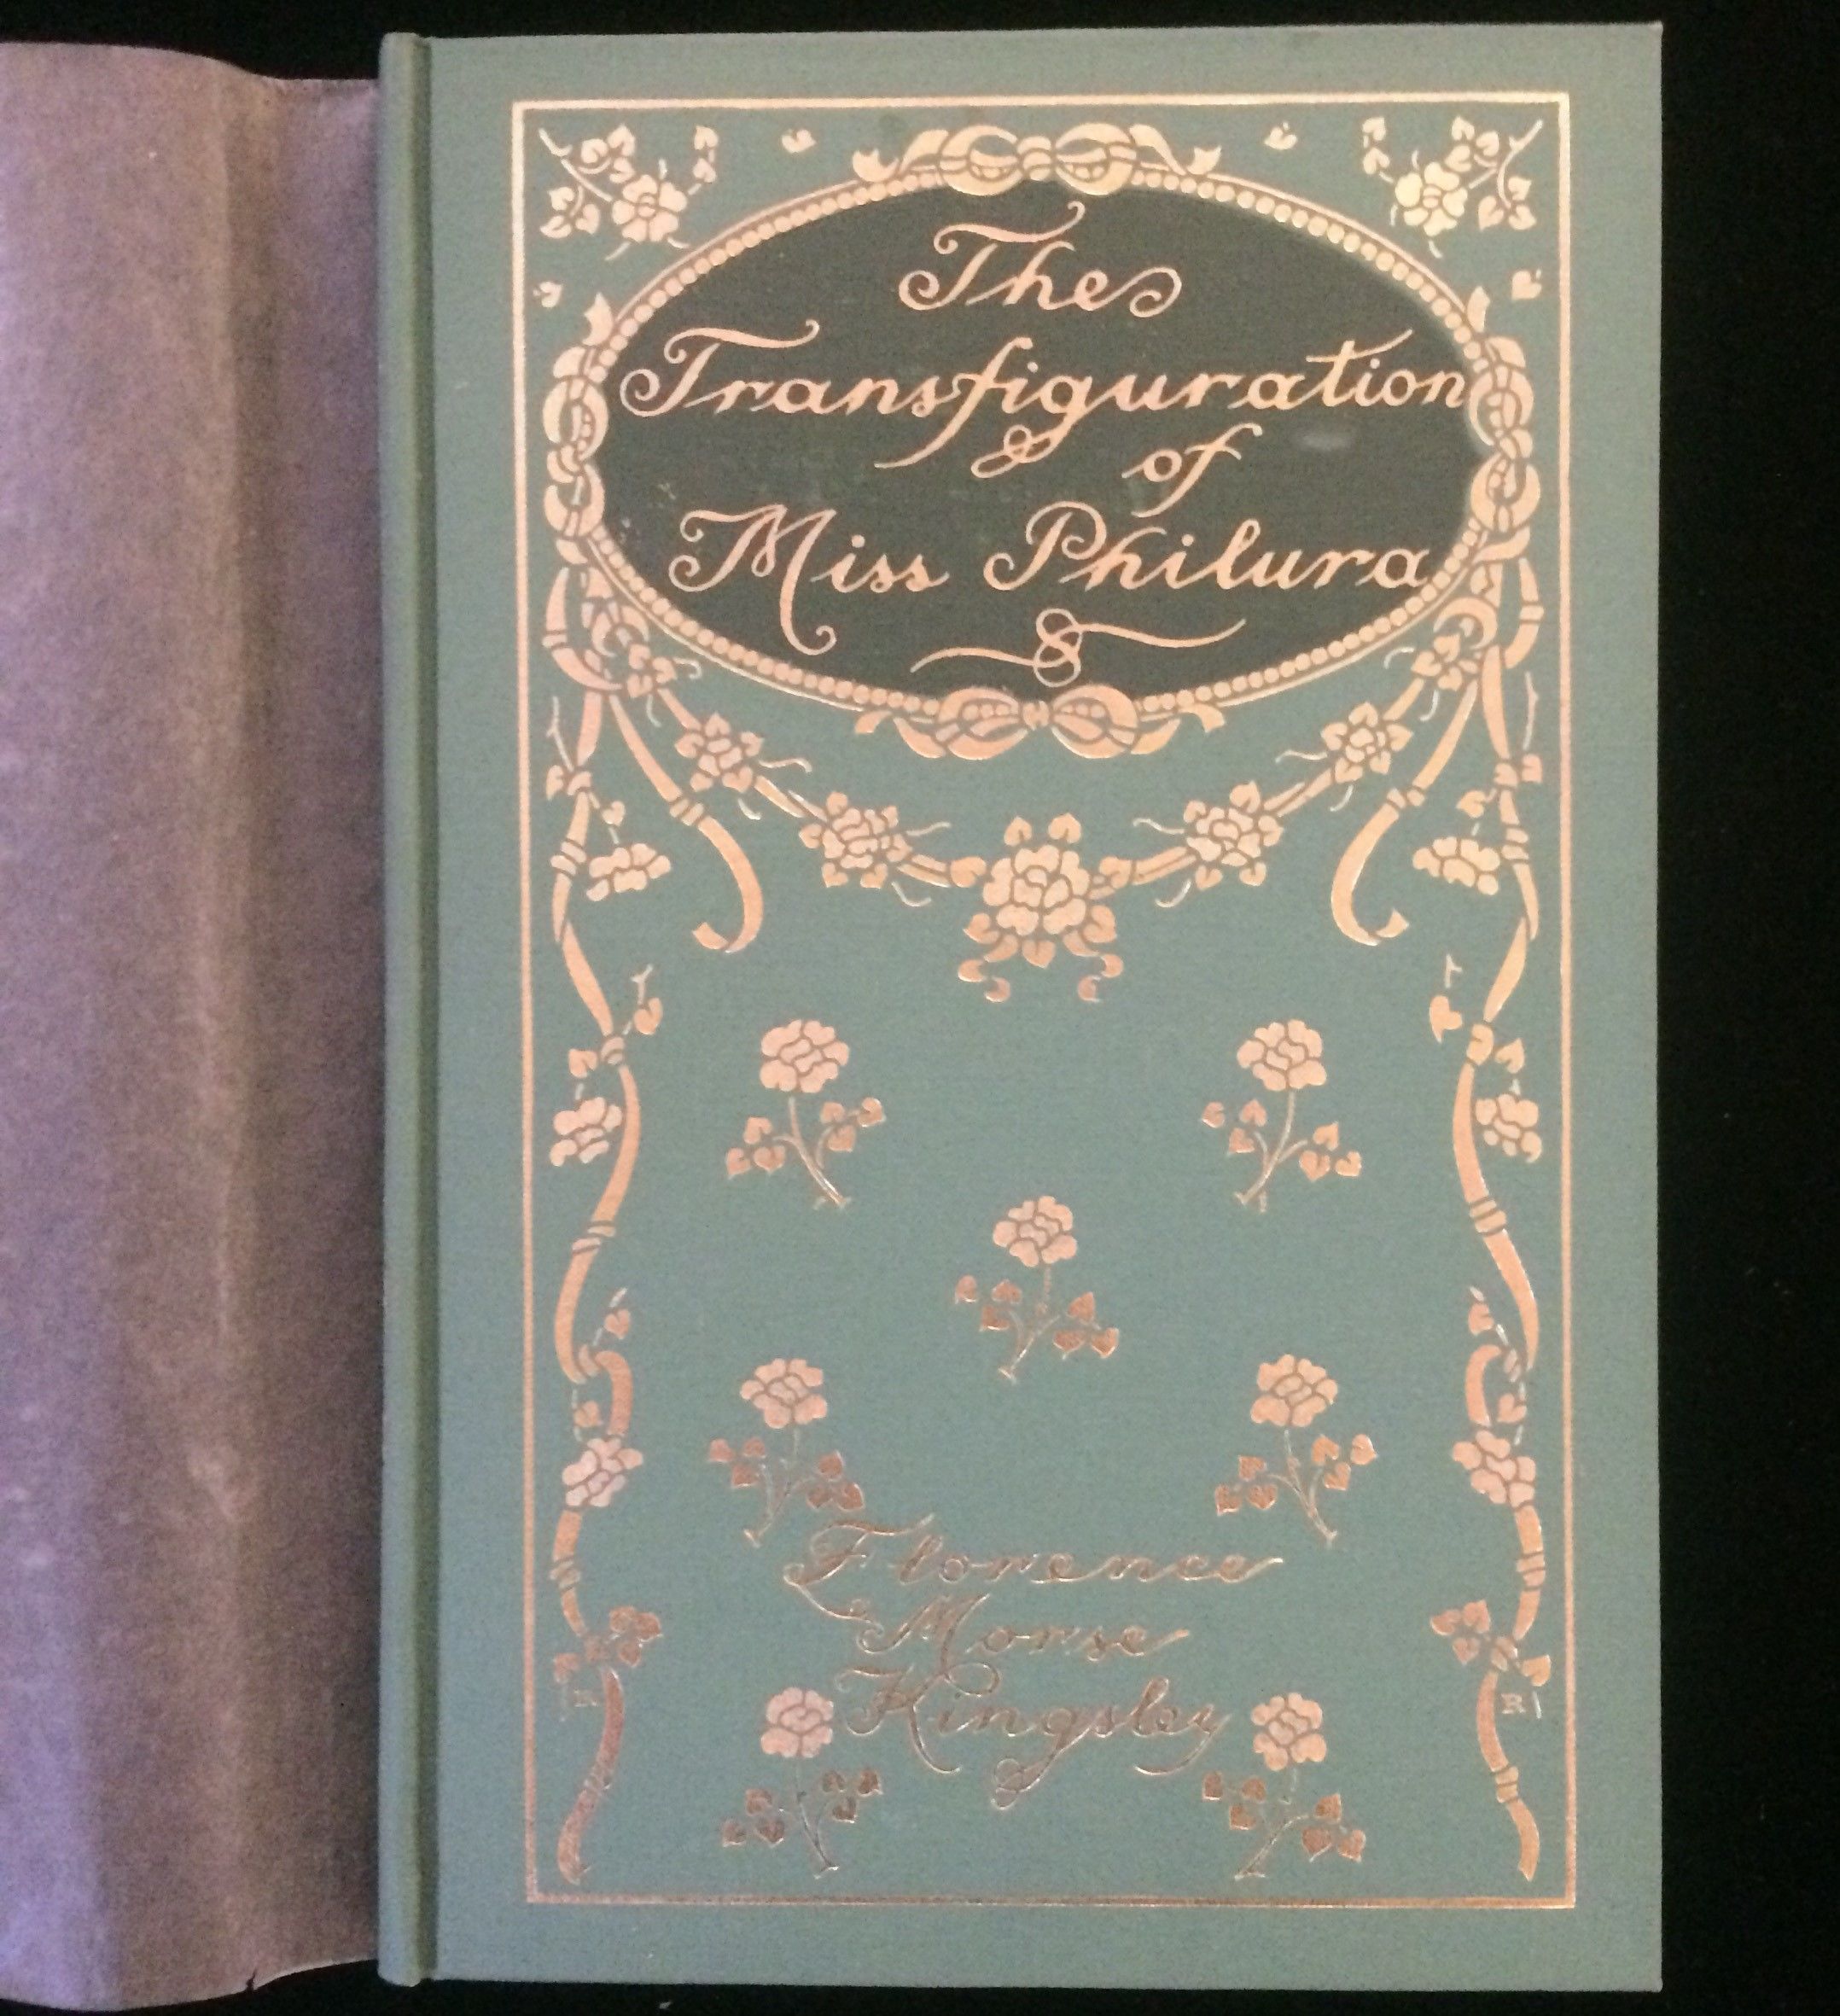 The
Transfiguration
of
Miss Philura
Florence
Morse
Kingsley
R R